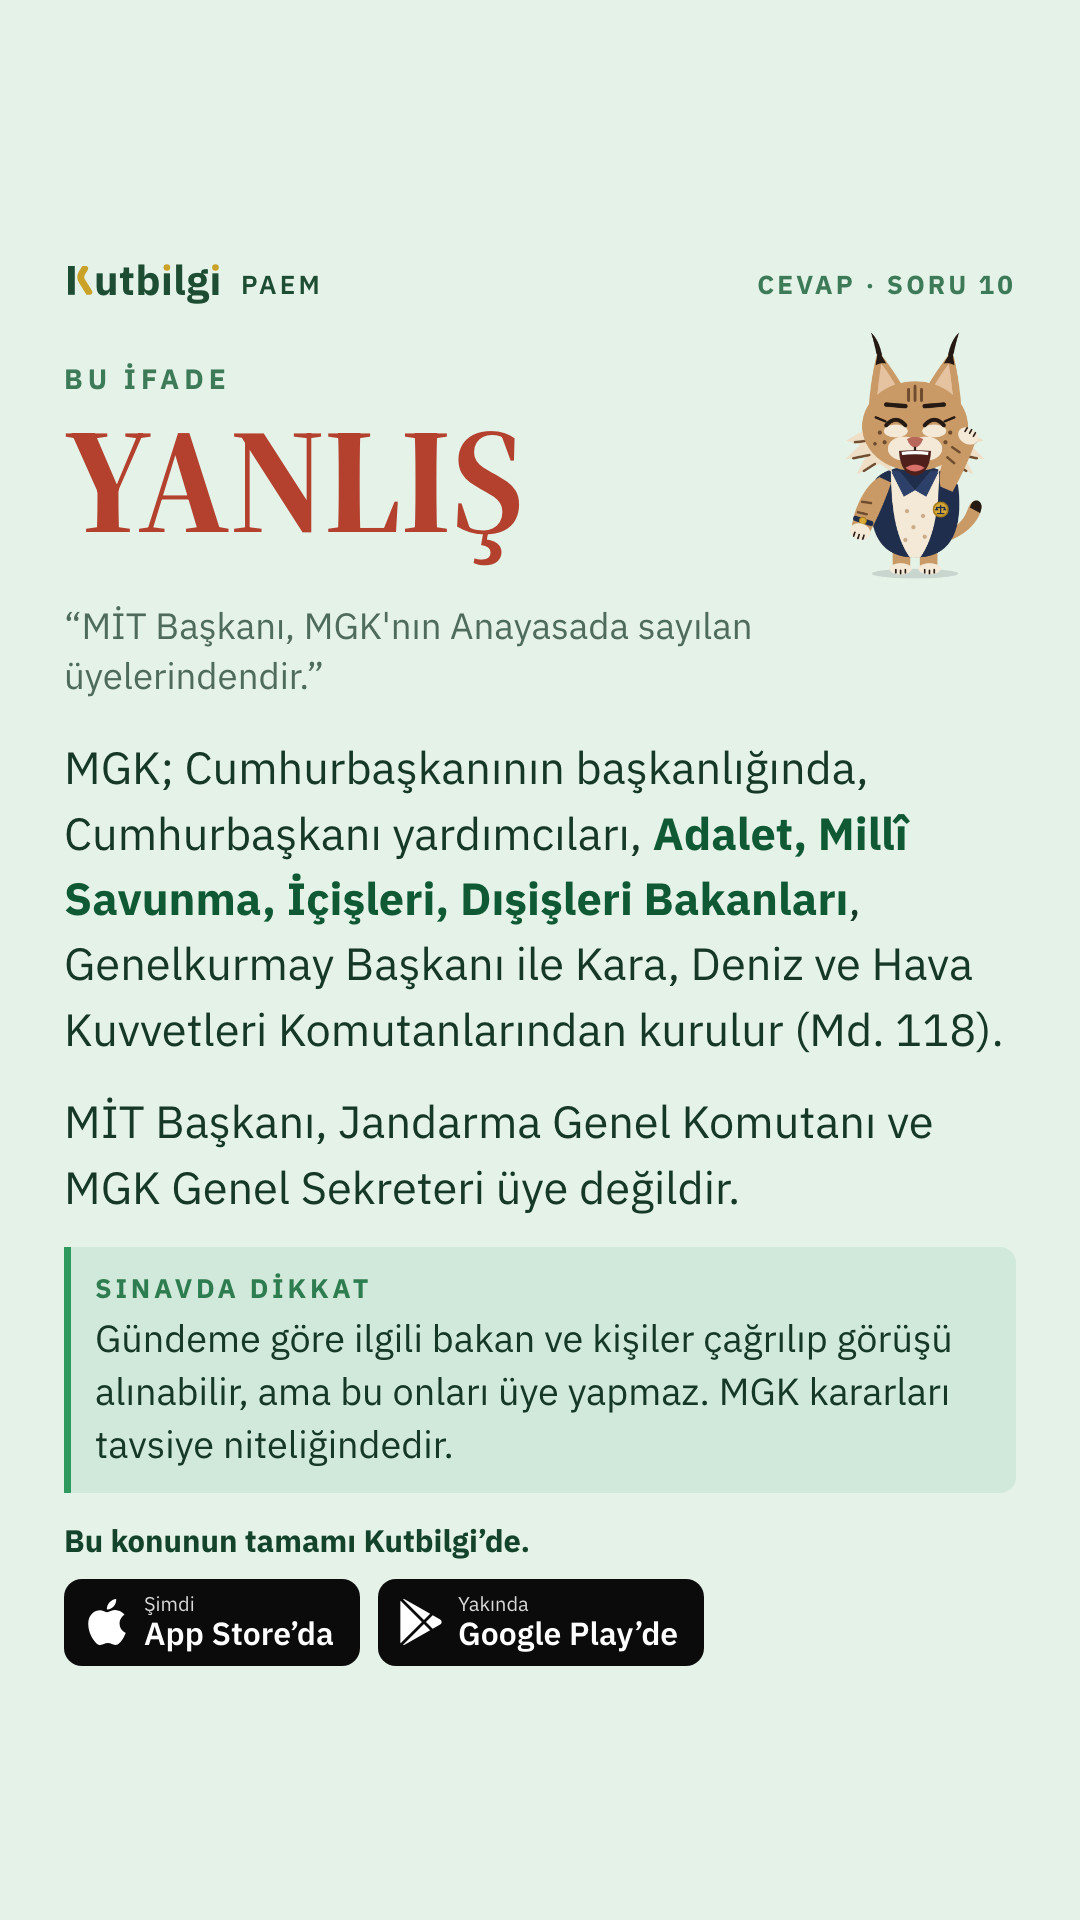 Kutbilgi PAEM
CEVAP · SORU 10
BU İFADE
YANLIŞ
“MİT Başkanı, MGK'nın Anayasada sayılan
üyelerindendir.”
MGK; Cumhurbaşkanının başkanlığında,
Cumhurbaşkanı yardımcıları, Adalet, Millî
Savunma, İçişleri, Dışişleri Bakanları,
Genelkurmay Başkanı ile Kara, Deniz ve Hava
Kuvvetleri Komutanlarından kurulur (Md. 118).
MİT Başkanı, Jandarma Genel Komutanı ve
MGK Genel Sekreteri üye değildir.
SINAVDA DİKKAT
Gündeme göre ilgili bakan ve kişiler çağrılıp görüşü
alınabilir, ama bu onları üye yapmaz. MGK kararları
tavsiye niteliğindedir.
Bu konunun tamamı Kutbilgi’de.
Şimdi
App Store’da
Yakında
Google Play’de